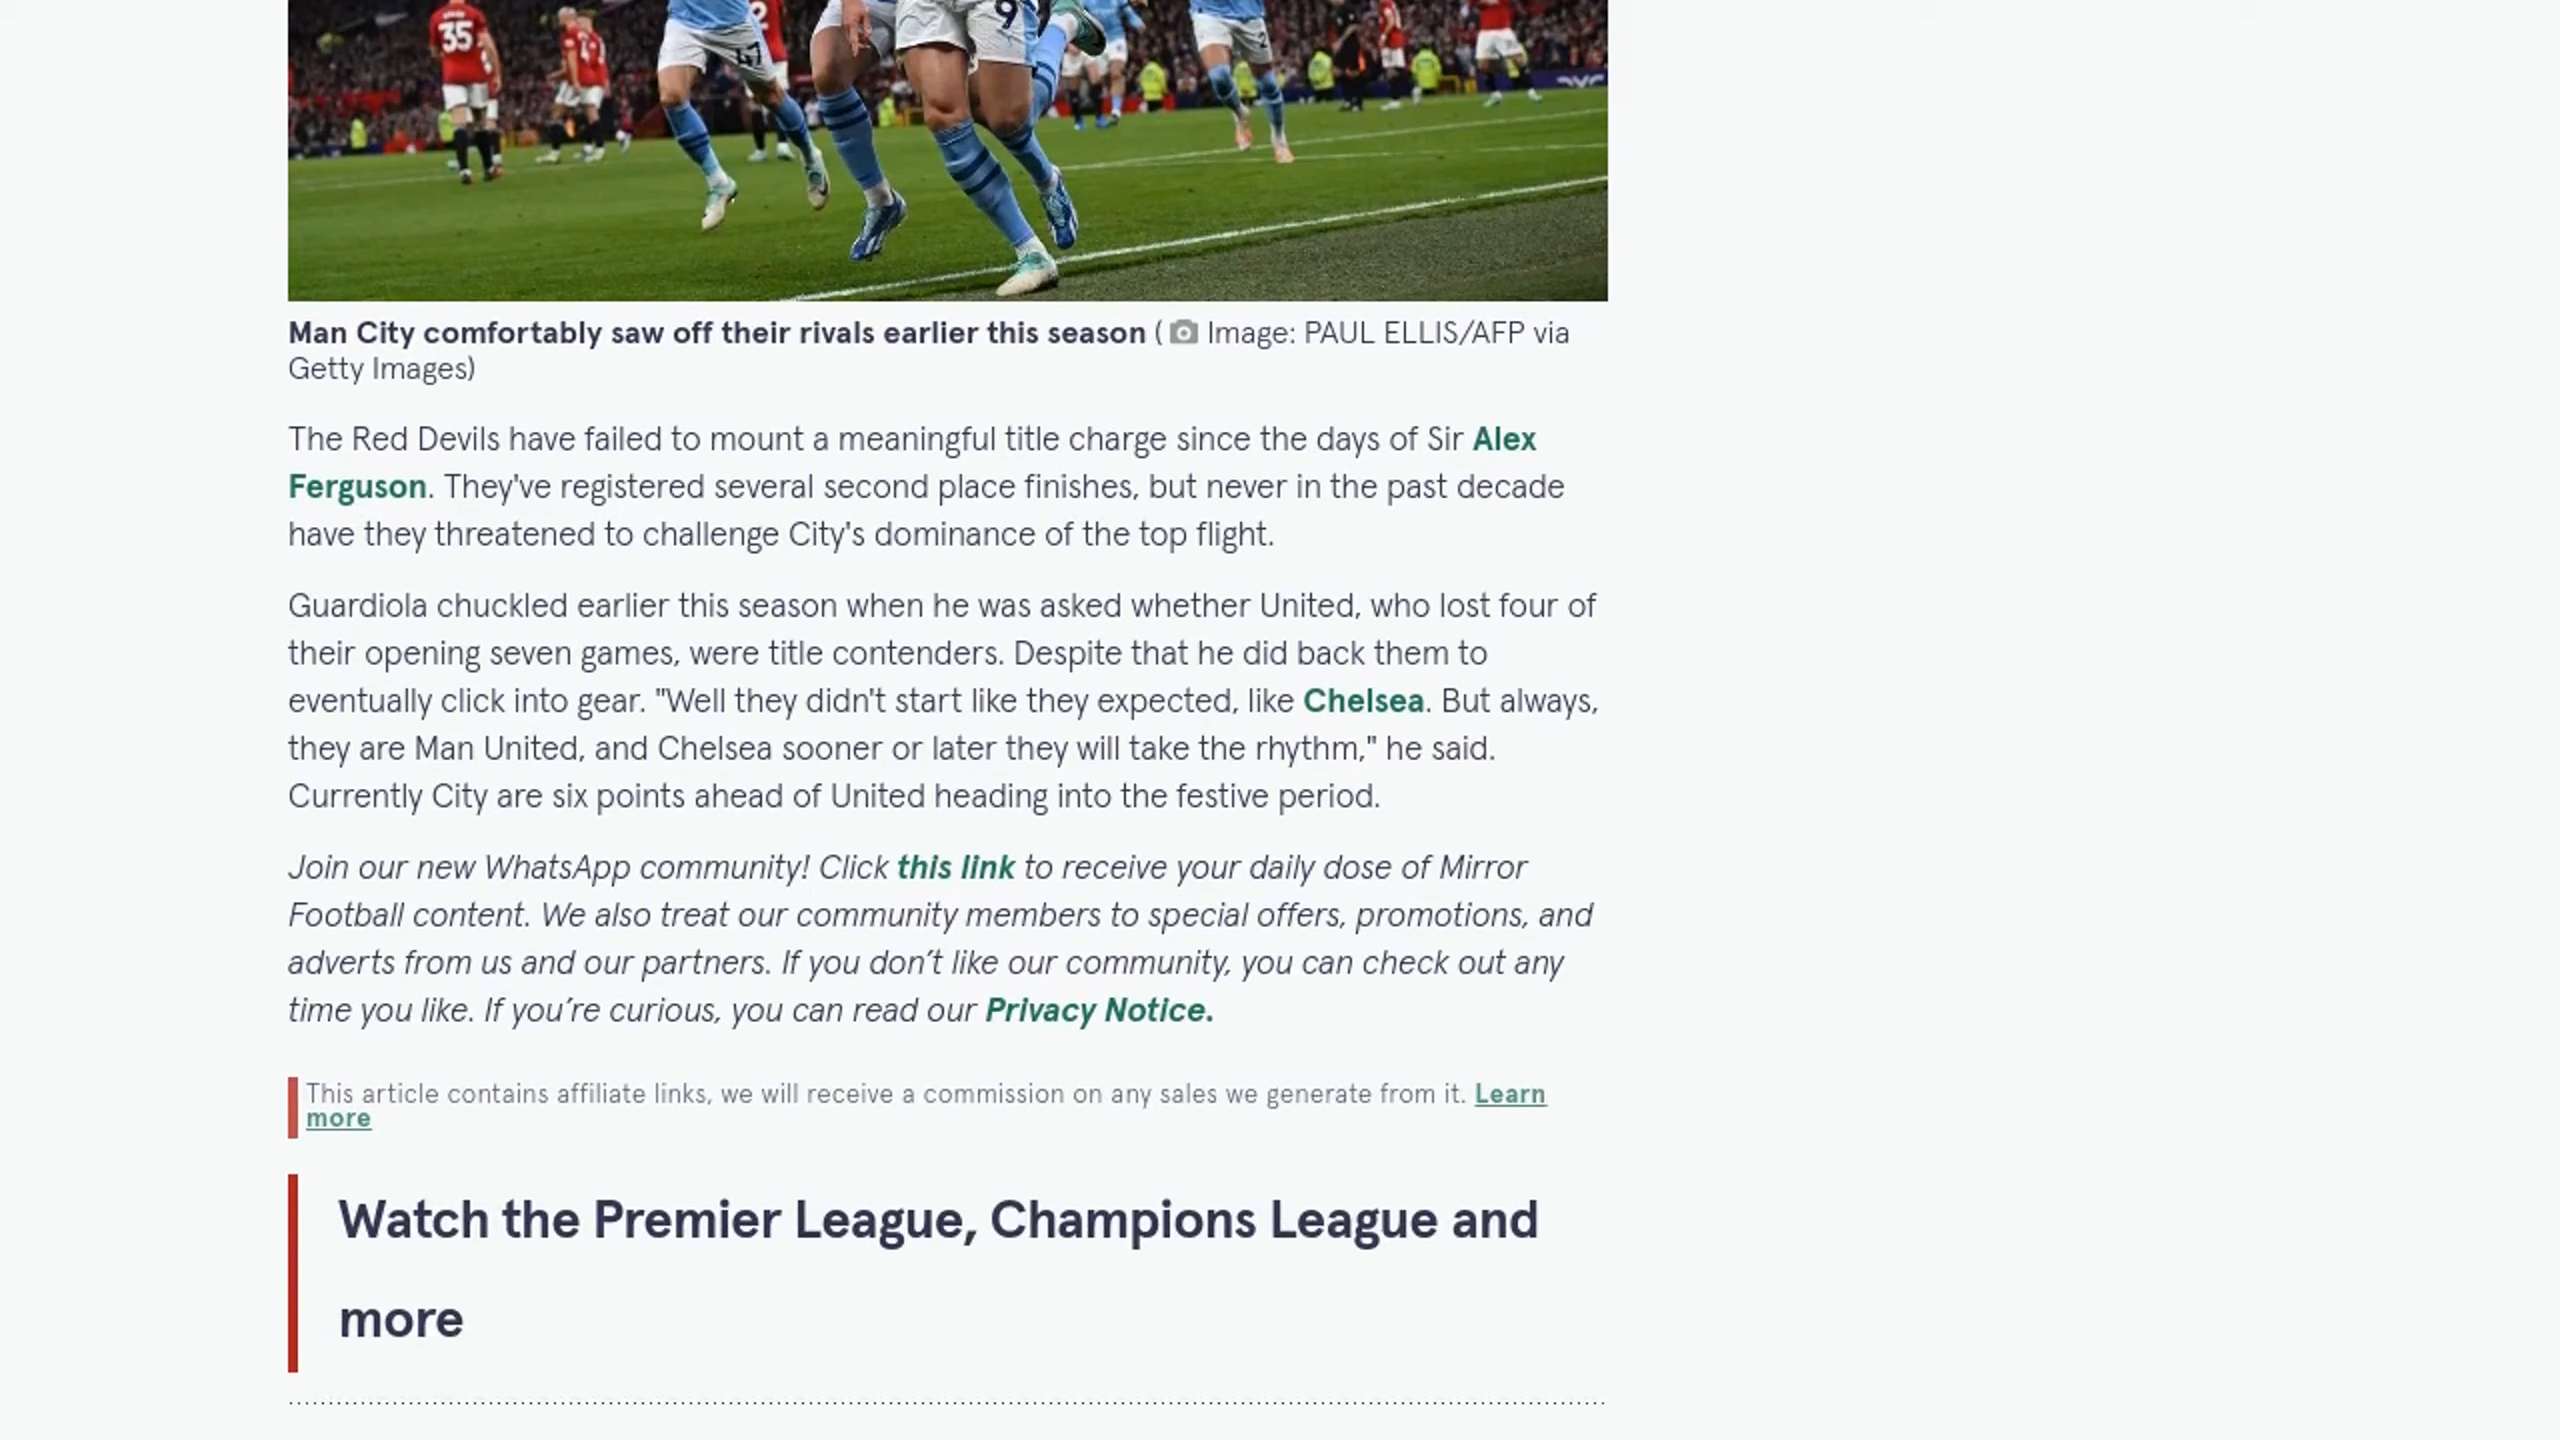 35
47
2
9
2
Man City comfortably saw off their rivals earlier this season ( Image: PAUL ELLIS/AFP via
Getty Images)
The Red Devils have failed to mount a meaningful title charge since the days of Sir Alex
Ferguson. They've registered several second place finishes, but never in the past decade
have they threatened to challenge City's dominance of the top flight.
Guardiola chuckled earlier this season when he was asked whether United, who lost four of
their opening seven games, were title contenders. Despite that he did back them to
eventually click into gear. "Well they didn't start like they expected, like Chelsea. But always,
they are Man United, and Chelsea sooner or later they will take the rhythm," he said.
Currently City are six points ahead of United heading into the festive period.
Join our new WhatsApp community! Click this link to receive your daily dose of Mirror
Football content. We also treat our community members to special offers, promotions, and
adverts from us and our partners. If you don’t like our community, you can check out any
time you like. If you’re curious, you can read our Privacy Notice.
This article contains affiliate links, we will receive a commission on any sales we generate from it. Learn
more
Watch the Premier League, Champions League and
more